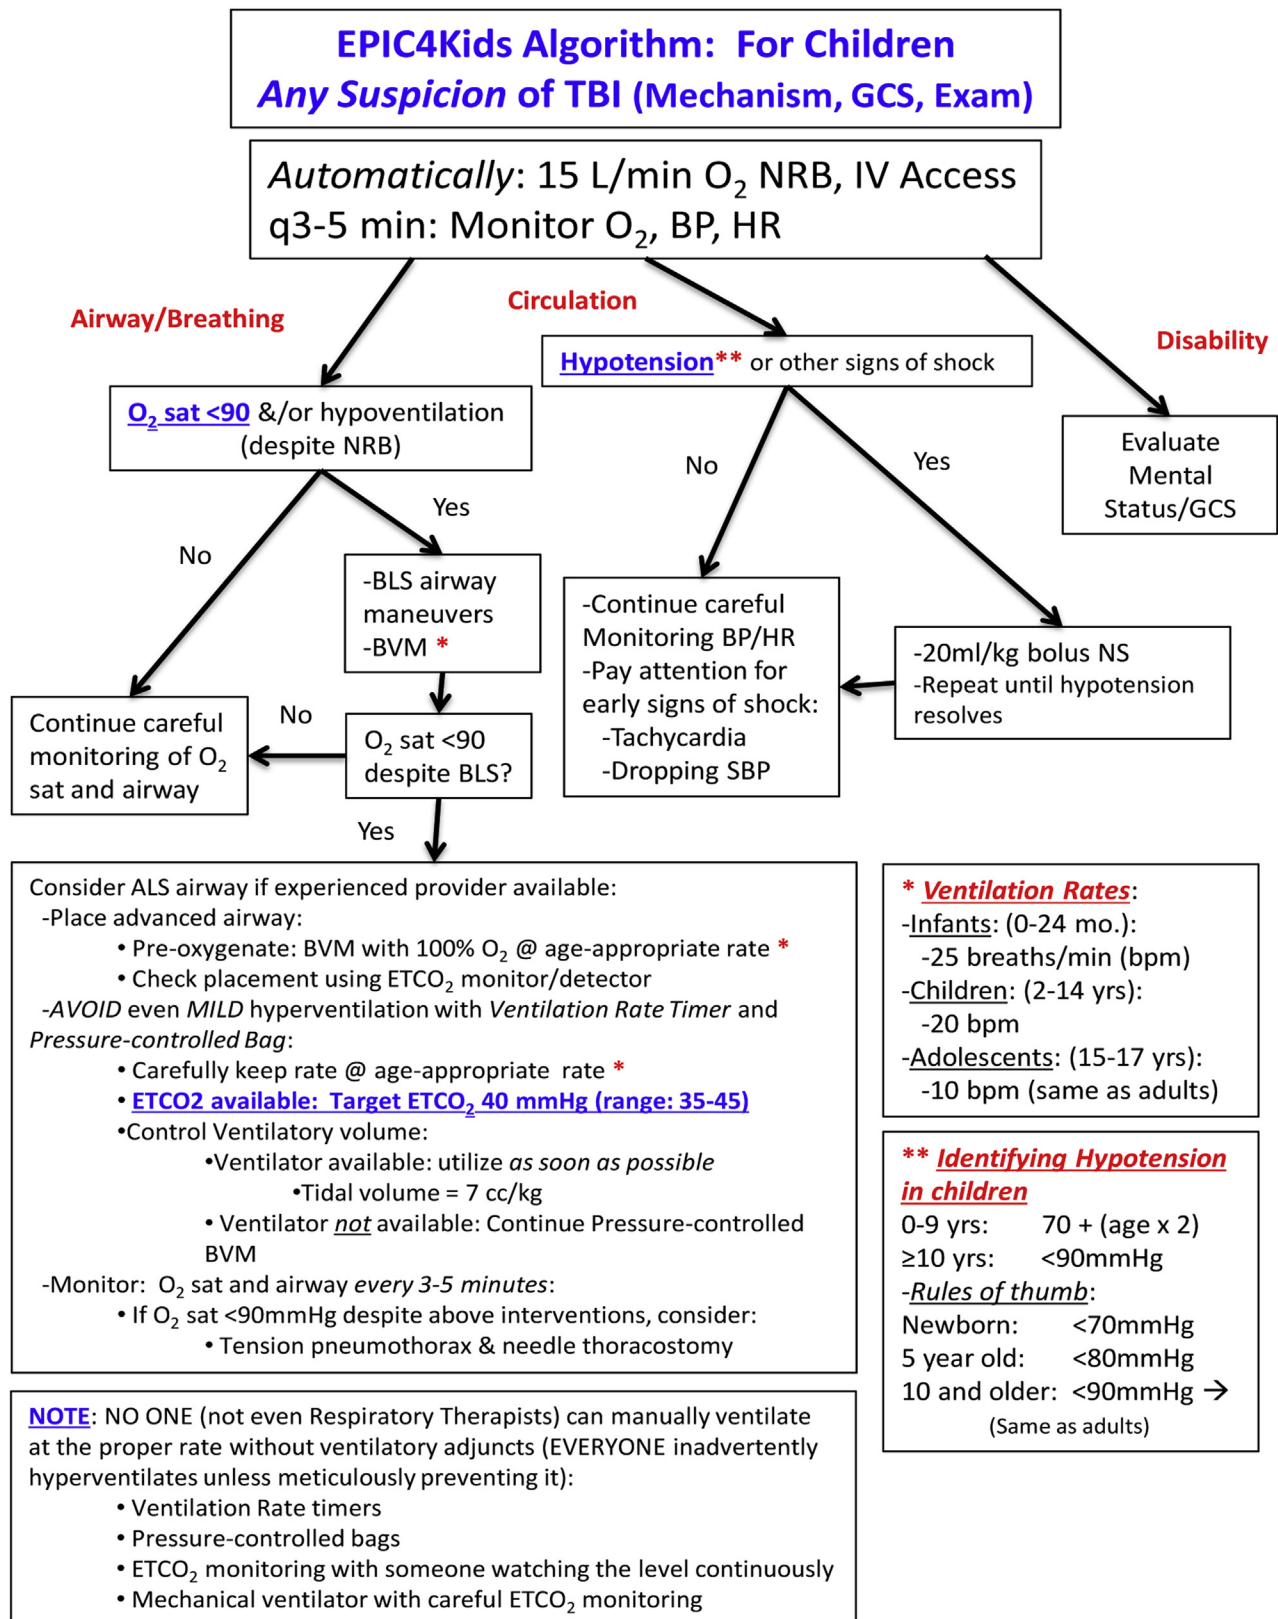 EPIC4Kids Algorithm: For Children
Any Suspicion of TBI (Mechanism, GCS, Exam)
Automatically: 15 L/min O₂ NRB, IV Access
q3-5 min: Monitor O₂, BP, HR
Airway/Breathing
Circulation
Disability
O₂ sat <90 &/or hypoventilation
(despite NRB)
Hypotension** or other signs of shock
Evaluate
Mental
Status/GCS
No
Yes
No
Yes
-BLS airway
maneuvers
-BVM *
-Continue careful
Monitoring BP/HR
-Pay attention for
early signs of shock:
-Tachycardia
-Dropping SBP
-20ml/kg bolus NS
-Repeat until hypotension
resolves
Continue careful
monitoring of O₂
sat and airway
No
O₂ sat <90
despite BLS?
Yes
Consider ALS airway if experienced provider available:
-Place advanced airway:
• Pre-oxygenate: BVM with 100% O₂ @ age-appropriate rate *
• Check placement using ETCO₂ monitor/detector
-AVOID even MILD hyperventilation with Ventilation Rate Timer and
Pressure-controlled Bag:
• Carefully keep rate @ age-appropriate rate *
• ETCO2 available: Target ETCO₂ 40 mmHg (range: 35-45)
•Control Ventilatory volume:
•Ventilator available: utilize as soon as possible
•Tidal volume = 7 cc/kg
• Ventilator not available: Continue Pressure-controlled
BVM
-Monitor: O₂ sat and airway every 3-5 minutes:
• If O₂ sat <90mmHg despite above interventions, consider:
• Tension pneumothorax & needle thoracostomy
* Ventilation Rates:
-Infants: (0-24 mo.):
-25 breaths/min (bpm)
-Children: (2-14 yrs):
-20 bpm
-Adolescents: (15-17 yrs):
-10 bpm (same as adults)
** Identifying Hypotension
in children
0-9 yrs: 70 + (age x 2)
≥10 yrs: <90mmHg
-Rules of thumb:
Newborn: <70mmHg
5 year old: <80mmHg
10 and older: <90mmHg →
(Same as adults)
NOTE: NO ONE (not even Respiratory Therapists) can manually ventilate
at the proper rate without ventilatory adjuncts (EVERYONE inadvertently
hyperventilates unless meticulously preventing it):
• Ventilation Rate timers
• Pressure-controlled bags
• ETCO₂ monitoring with someone watching the level continuously
• Mechanical ventilator with careful ETCO₂ monitoring